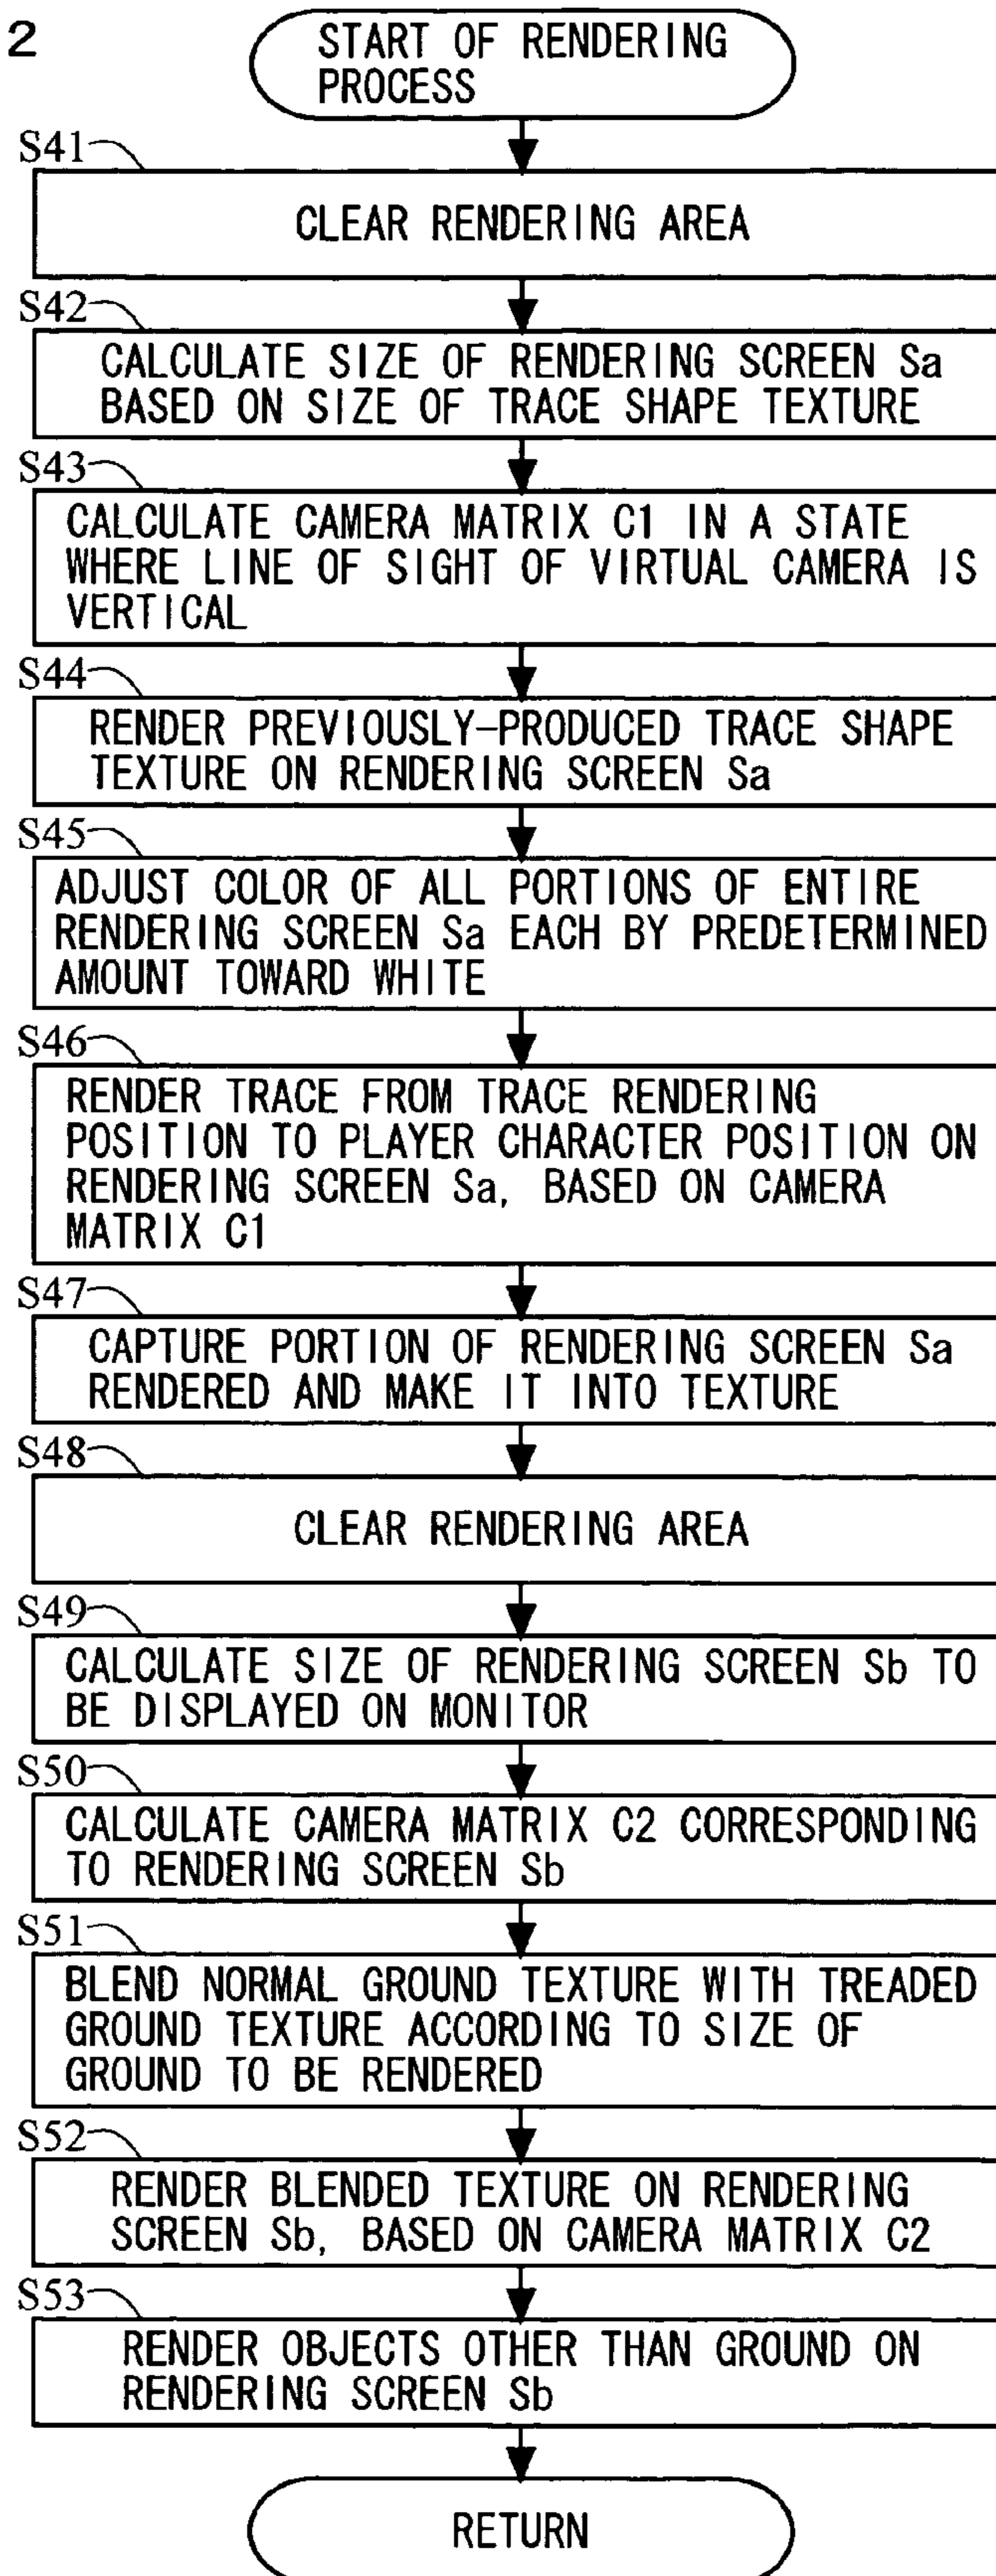 2
START OF RENDERING
PROCESS
S41
CLEAR RENDERING AREA
S42
CALCULATE SIZE OF RENDERING SCREEN Sa
BASED ON SIZE OF TRACE SHAPE TEXTURE
S43
CALCULATE CAMERA MATRIX C1 IN A STATE
WHERE LINE OF SIGHT OF VIRTUAL CAMERA IS
VERTICAL
S44
RENDER PREVIOUSLY-PRODUCED TRACE SHAPE
TEXTURE ON RENDERING SCREEN Sa
S45
ADJUST COLOR OF ALL PORTIONS OF ENTIRE
RENDERING SCREEN Sa EACH BY PREDETERMINED
AMOUNT TOWARD WHITE
S46
RENDER TRACE FROM TRACE RENDERING
POSITION TO PLAYER CHARACTER POSITION ON
RENDERING SCREEN Sa, BASED ON CAMERA
MATRIX C1
S47
CAPTURE PORTION OF RENDERING SCREEN Sa
RENDERED AND MAKE IT INTO TEXTURE
S48
CLEAR RENDERING AREA
S49
CALCULATE SIZE OF RENDERING SCREEN Sb TO
BE DISPLAYED ON MONITOR
S50
CALCULATE CAMERA MATRIX C2 CORRESPONDING
TO RENDERING SCREEN Sb
S51
BLEND NORMAL GROUND TEXTURE WITH TREADED
GROUND TEXTURE ACCORDING TO SIZE OF
GROUND TO BE RENDERED
S52
RENDER BLENDED TEXTURE ON RENDERING
SCREEN Sb, BASED ON CAMERA MATRIX C2
S53
RENDER OBJECTS OTHER THAN GROUND ON
RENDERING SCREEN Sb
RETURN